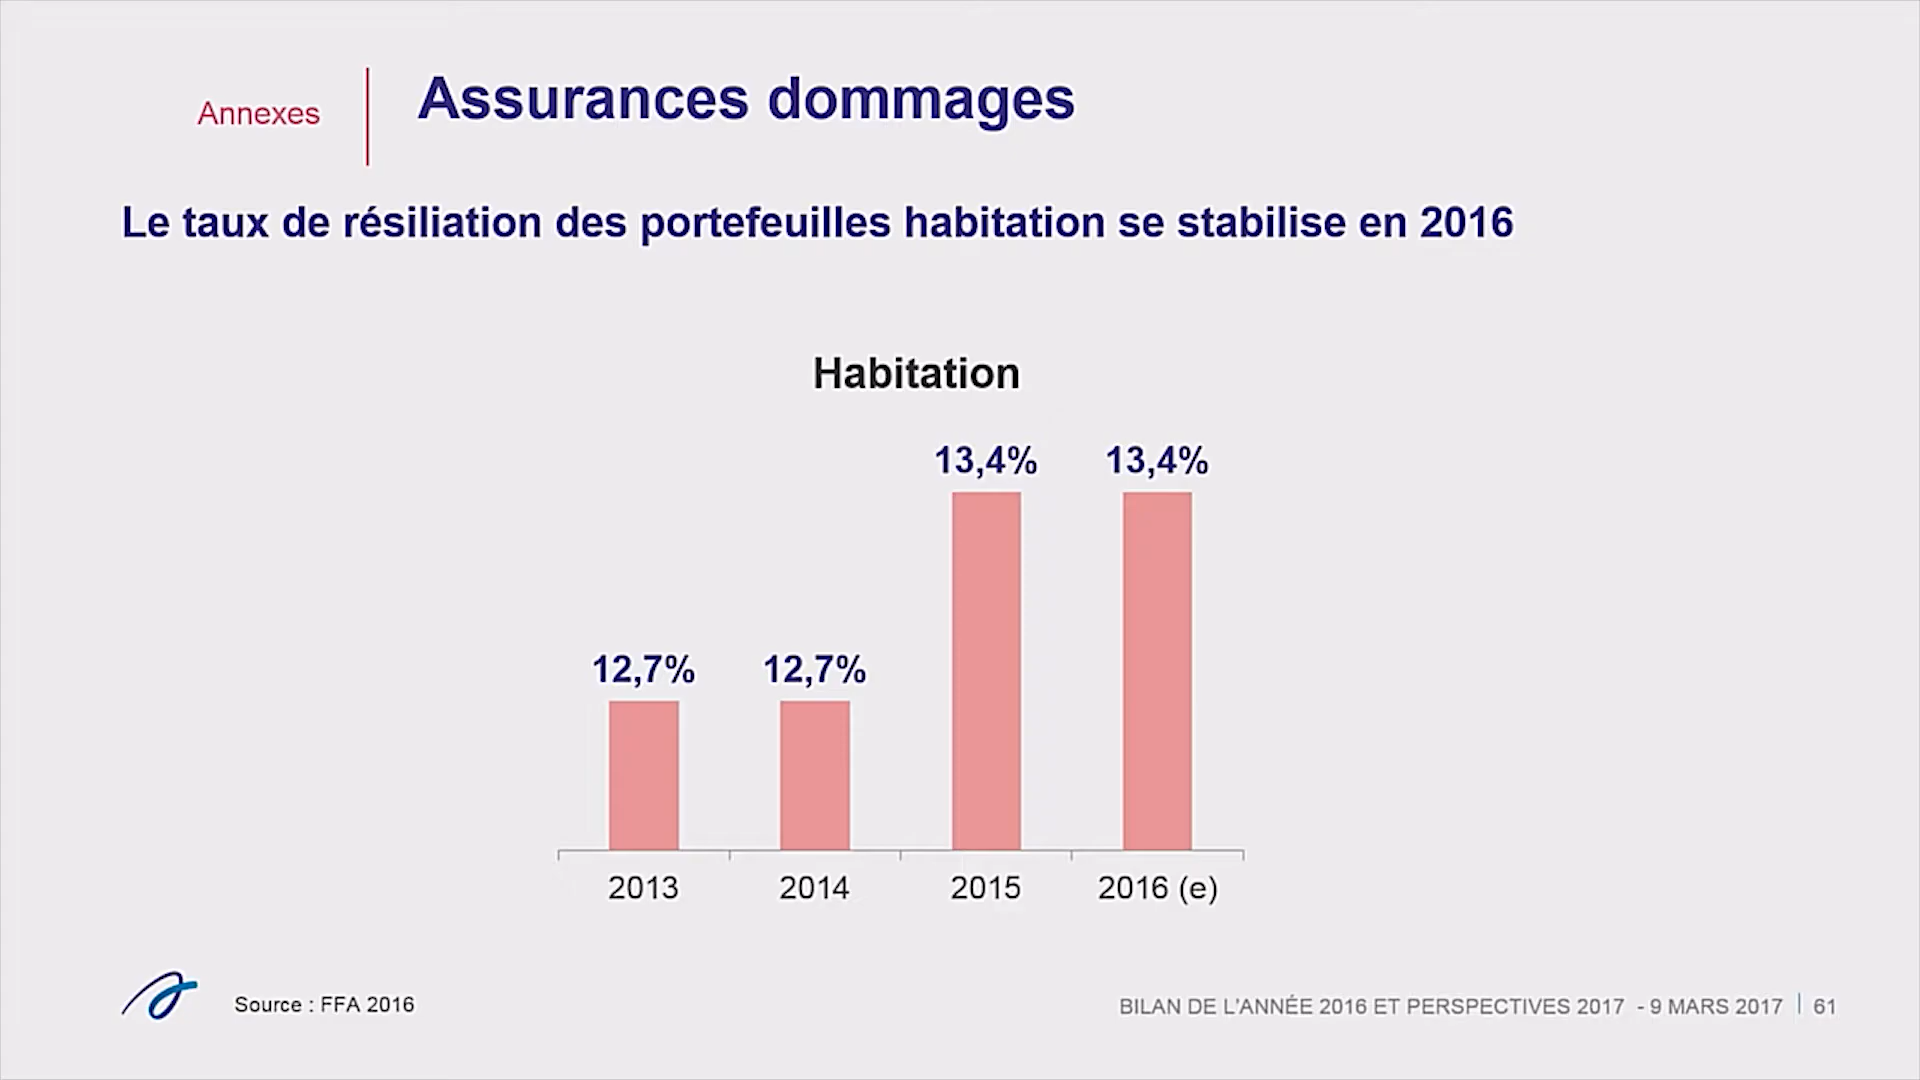 Annexes
Assurances dommages
Le taux de résiliation des portefeuilles habitation se stabilise en 2016
Habitation
13,4% 13,4%
12,7% 12,7%
2013 2014 2015 2016 (e)
Source : FFA 2016
BILAN DE L'ANNÉE 2016 ET PERSPECTIVES 2017 - 9 MARS 2017 61